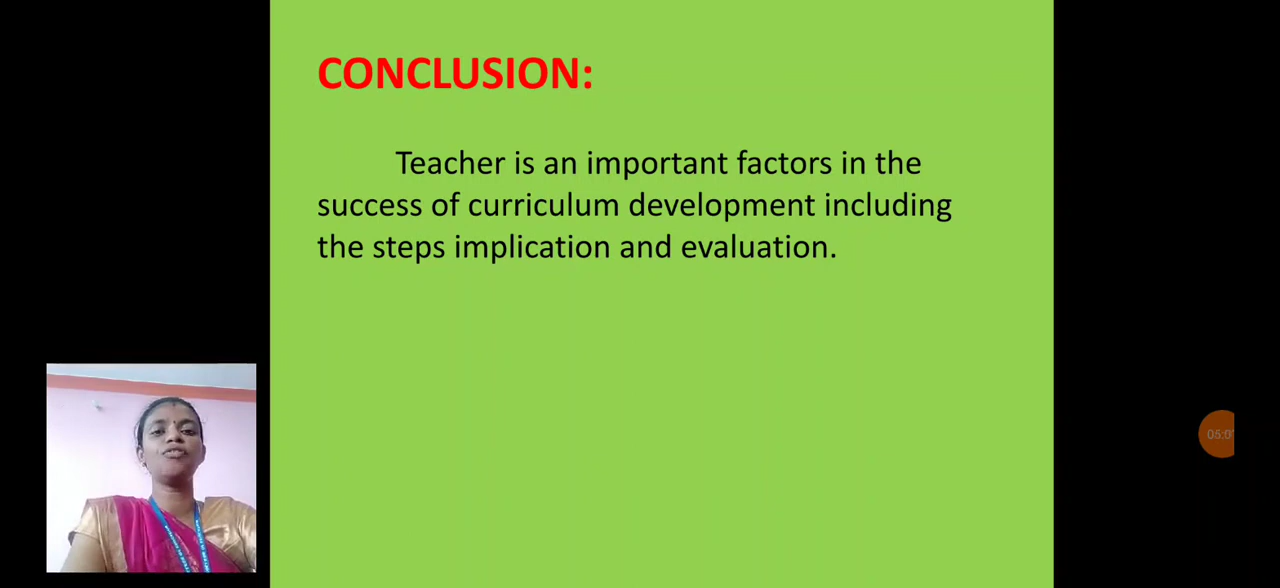 CONCLUSION:
Teacher is an important factors in the
success of curriculum development including
the steps implication and evaluation.